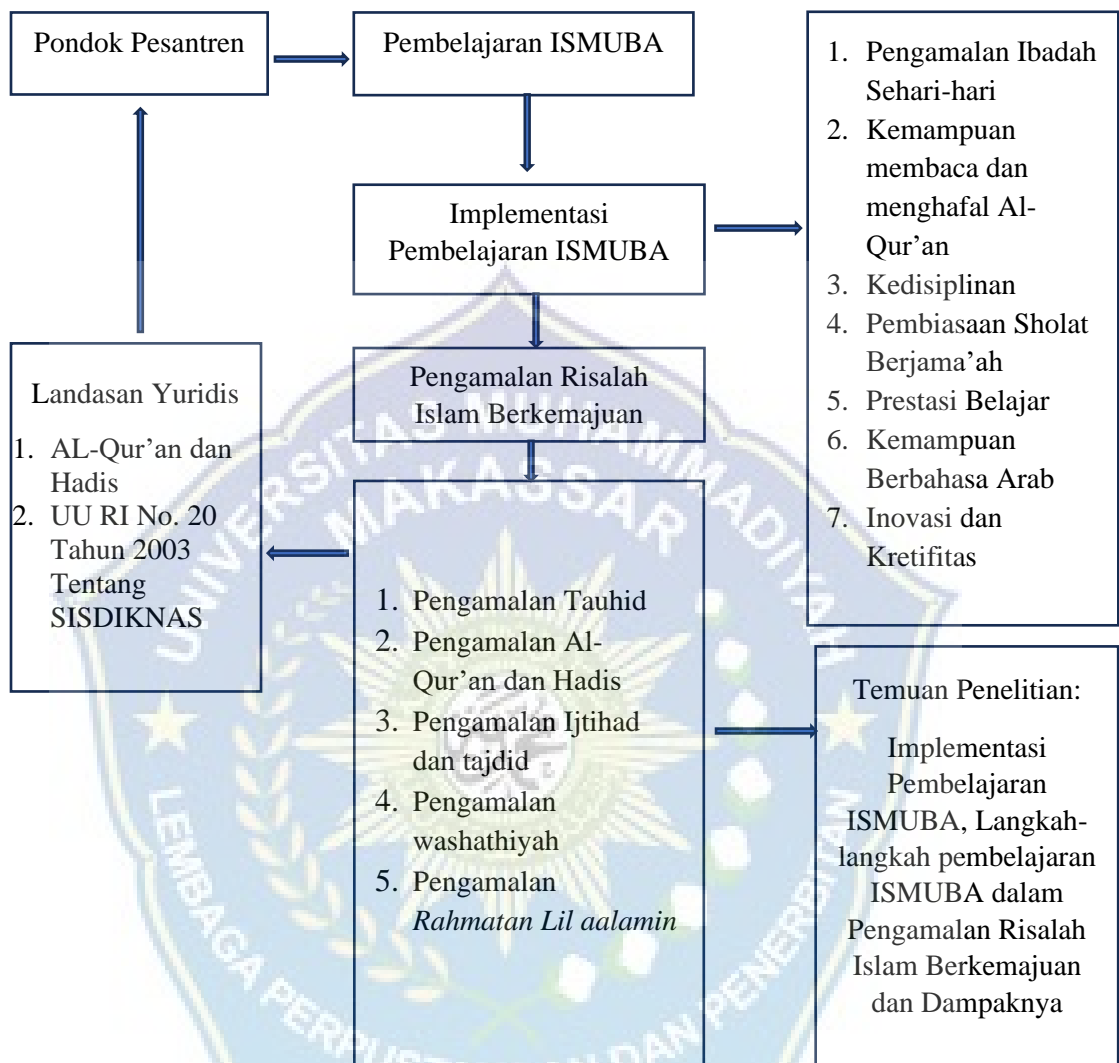 Pondok Pesantren
Pembelajaran ISMUBA
Implementasi
Pembelajaran ISMUBA
1. Pengamalan Ibadah
Sehari-hari
2. Kemampuan
membaca dan
menghafal Al-
Qur’an
3. Kedisiplinan
4. Pembiasaan Sholat
Berjama’ah
5. Prestasi Belajar
6. Kemampuan
Berbahasa Arab
7. Inovasi dan
Kretifitas
Landasan Yuridis
1. AL-Qur’an dan
Hadis
2. UU RI No. 20
Tahun 2003
Tentang
SISDIKNAS
Pengamalan Risalah
Islam Berkemajuan
1. Pengamalan Tauhid
2. Pengamalan Al-
Qur’an dan Hadis
3. Pengamalan Ijtihad
dan tajdid
4. Pengamalan
washathiyah
5. Pengamalan
Rahmatan Lil aalamin
Temuan Penelitian:
Implementasi
Pembelajaran
ISMUBA, Langkah-
langkah pembelajaran
ISMUBA dalam
Pengamalan Risalah
Islam Berkemajuan
dan Dampaknya
UNIVERSITAS MUHAMMADIYAH
MAKASSAR
LEMBAGA DAN PENERBITAN